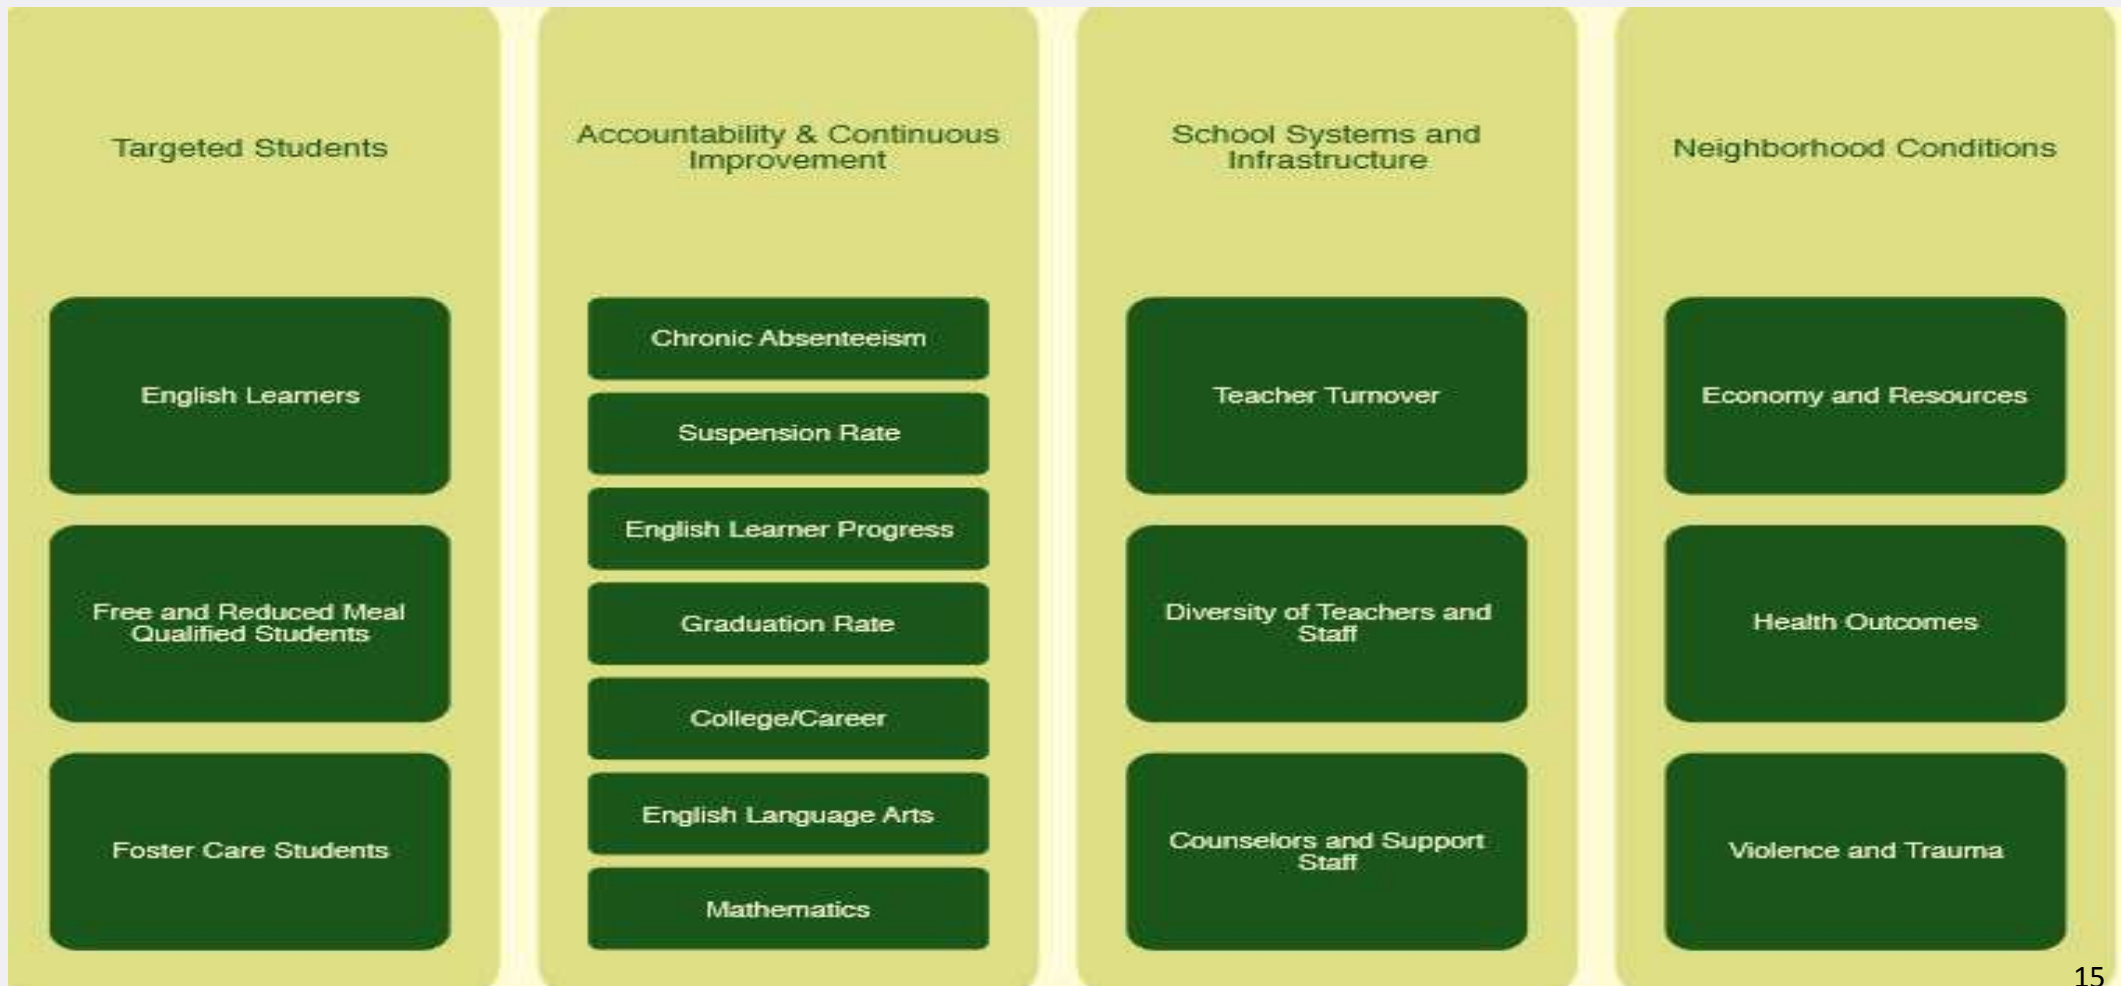 Targeted Students
English Learners
Free and Reduced Meal
Qualified Students
Foster Care Students
Accountability & Continuous
Improvement
Chronic Absenteeism
Suspension Rate
English Learner Progress
Graduation Rate
College/Career
English Language Arts
Mathematics
School Systems and
Infrastructure
Teacher Turnover
Diversity of Teachers and
Staff
Counselors and Support
Staff
Neighborhood Conditions
Economy and Resources
Health Outcomes
Violence and Trauma
15